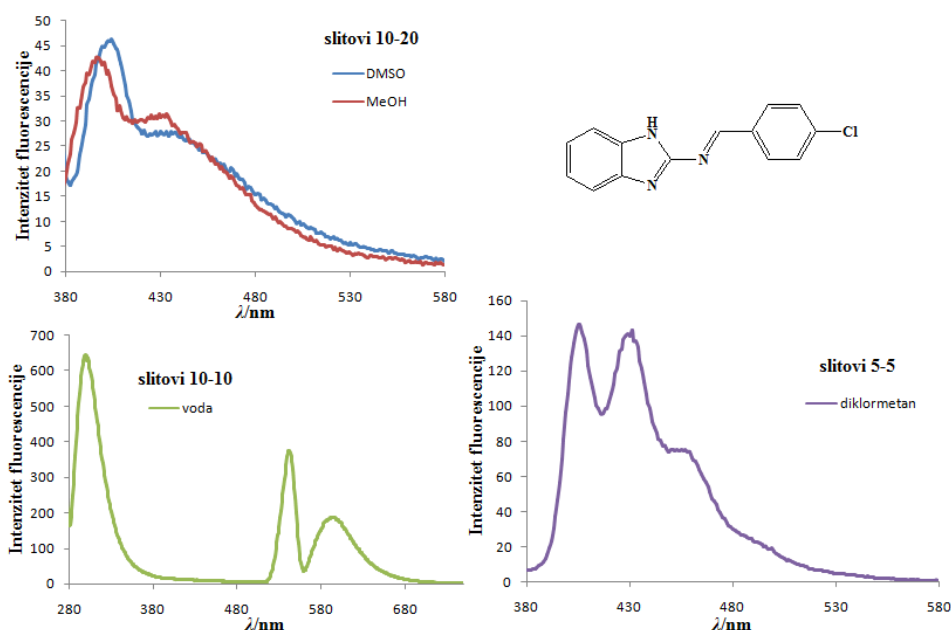 Intenzitet fluorescencije
50
45
40
35
30
25
20
15
10
5
0
380 430 480 530 580
λ/nm
slitovi 10-20
DMSO
MeOH
H
N
N
N
Cl
Intenzitet fluorescencije
700
600
500
400
300
200
100
0
280 380 480 580 680
λ/nm
slitovi 10-10
voda
Intenzitet fluorescencije
160
140
120
100
80
60
40
20
0
380 430 480 530 580
λ/nm
slitovi 5-5
diklormetan